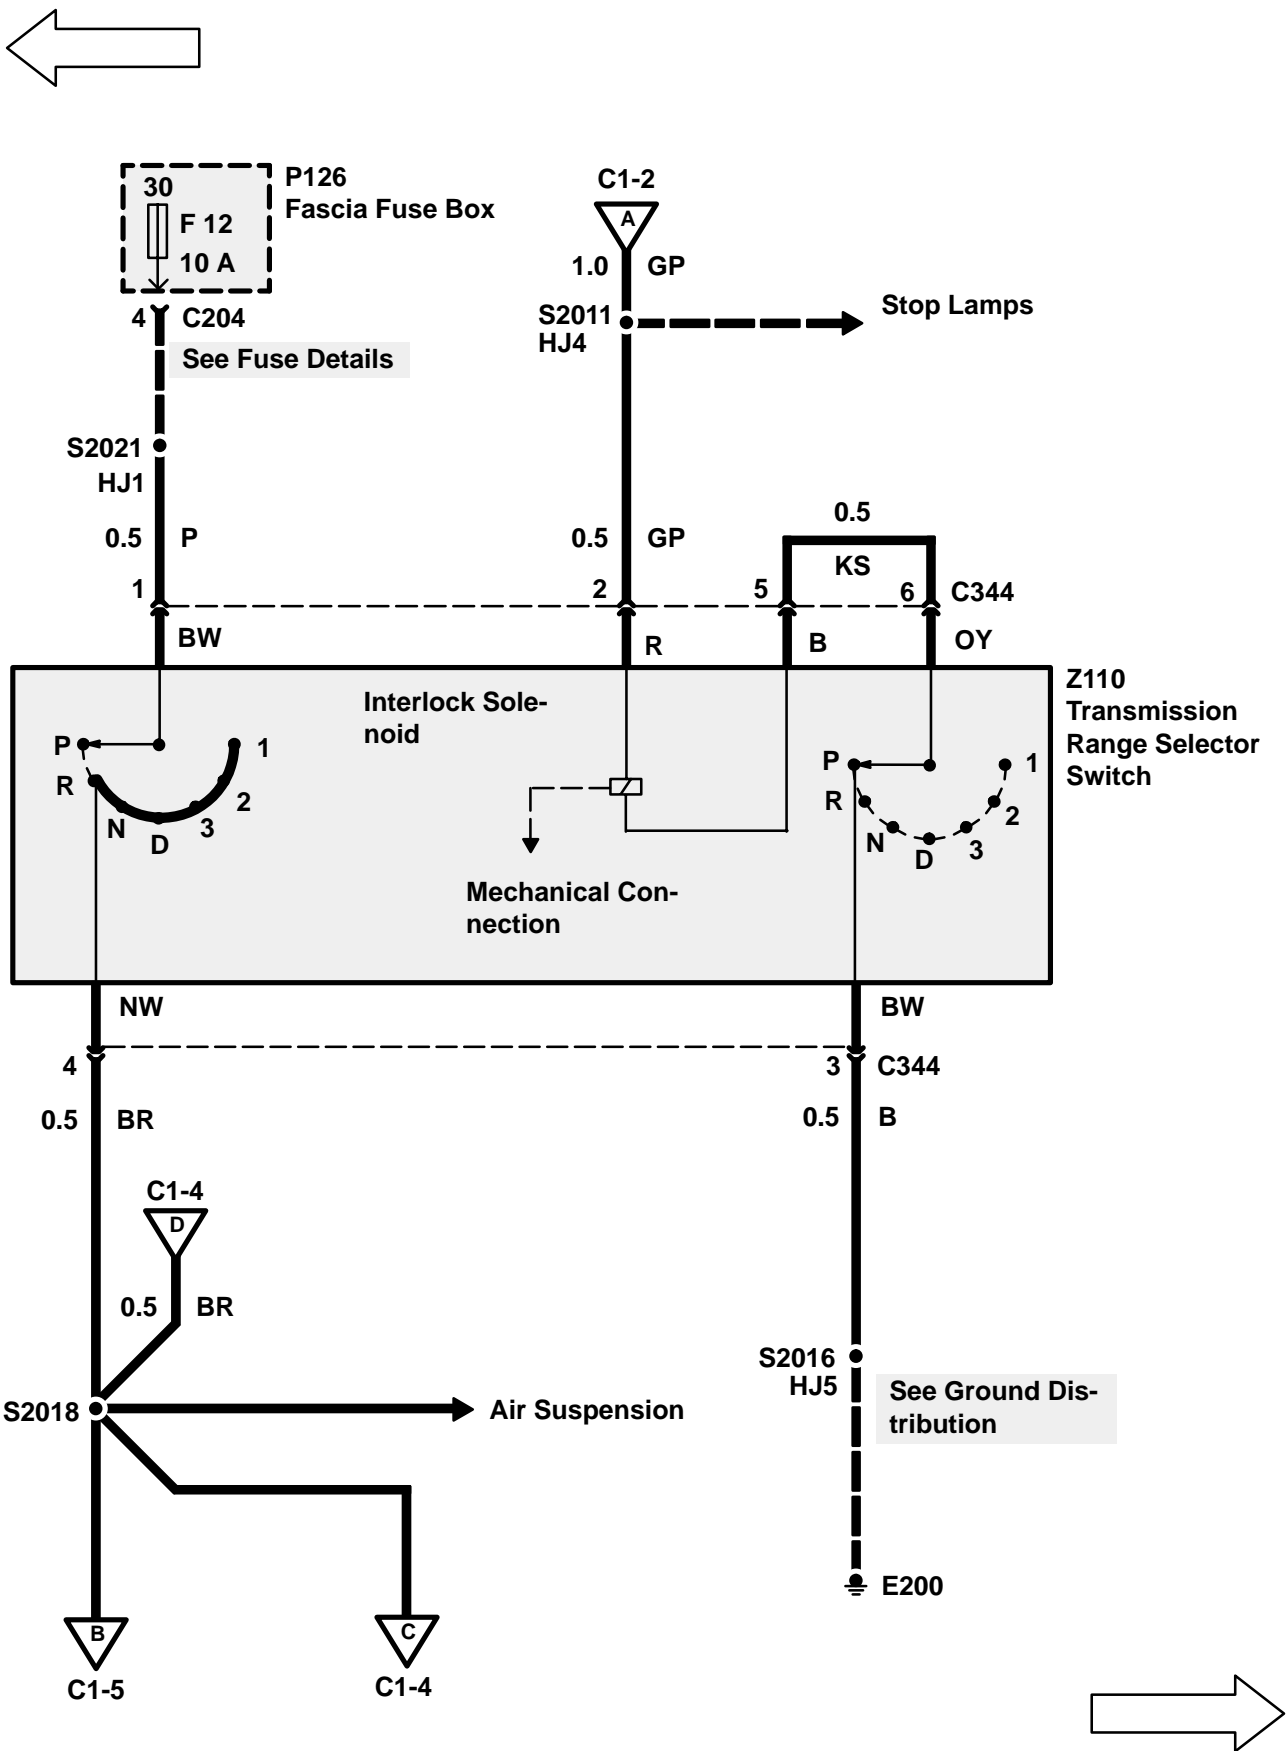 30
F 12
10 A
P126
Fascia Fuse Box
C1-2
A
1.0 GP
4 C204
See Fuse Details
S2011
HJ4
Stop Lamps
S2021
HJ1
0.5 P
0.5 GP
0.5
KS
1
2
5
6
C344
BW
R
B
OY
Interlock Sole-
noid
Z110
Transmission
Range Selector
Switch
P
R
N
D
3
2
1
Mechanical Con-
nection
P
R
N
D
3
2
1
NW
BW
4
3 C344
0.5 BR
0.5 B
C1-4
D
0.5 BR
S2018
Air Suspension
S2016
HJ5
See Ground Dis-
tribution
E200
B
C1-5
C
C1-4